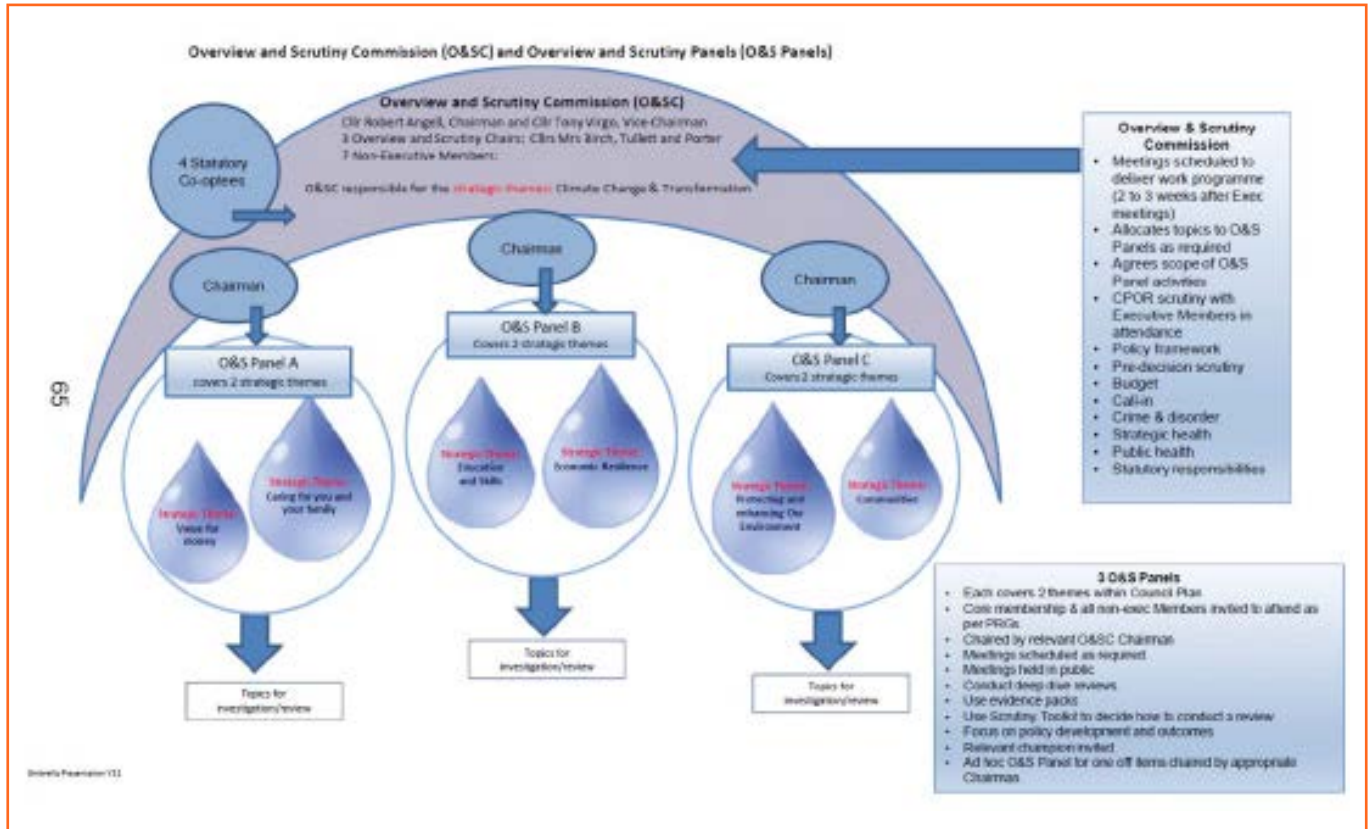 Overview and Scrutiny Commission (O&SC) and Overview and Scrutiny Panels (O&S Panels)
Overview and Scrutiny Commission (O&SC)
Cllr Robert Angell, Chairman and Cllr Tony Virgo, Vice-Chairman
3 Overview and Scrutiny Chairs: Cllrs Mrs Birch, Tullett and Porter
7 Non-Executive Members:
O&SC responsible for the strategic themes: Climate Change & Transformation
4 Statutory
Co-optees
Chairman
O&S Panel A
covers 2 strategic themes
Strategic Theme:
Value for
money
Strategic Theme:
Caring for you and
your family
Topics for
investigation/review
Chairman
O&S Panel B
Covers 2 strategic themes
Strategic Theme:
Education
and Skills
Strategic Theme:
Economic Resilience
Topics for
investigation/review
Chairman
O&S Panel C
Covers 2 strategic themes
Strategic Theme:
Protecting and
enhancing Our
Environment
Strategic Theme:
Communities
Topics for
investigation/review
Overview & Scrutiny
Commission
• Meetings scheduled to
deliver work programme
(2 to 3 weeks after Exec
meetings)
• Allocates topics to O&S
Panels as required
• Agrees scope of O&S
Panel activities
• CPOR scrutiny with
Executive Members in
attendance
• Policy framework
• Pre-decision scrutiny
• Budget
• Call-in
• Crime & disorder
• Strategic health
• Public health
• Statutory responsibilities
3 O&S Panels
• Each covers 2 themes within Council Plan
• Core membership & all non-exec Members invited to attend as
per PRGs
• Chaired by relevant O&SC Chairman
• Meetings scheduled as required
• Meetings held in public
• Conduct deep dive reviews
• Use evidence packs
• Use Scrutiny Toolkit to decide how to conduct a review
• Focus on policy development and outcomes
• Relevant champion invited
• Ad hoc O&S Panel for one off items chaired by appropriate
Chairman
65
Umbrella Presentation